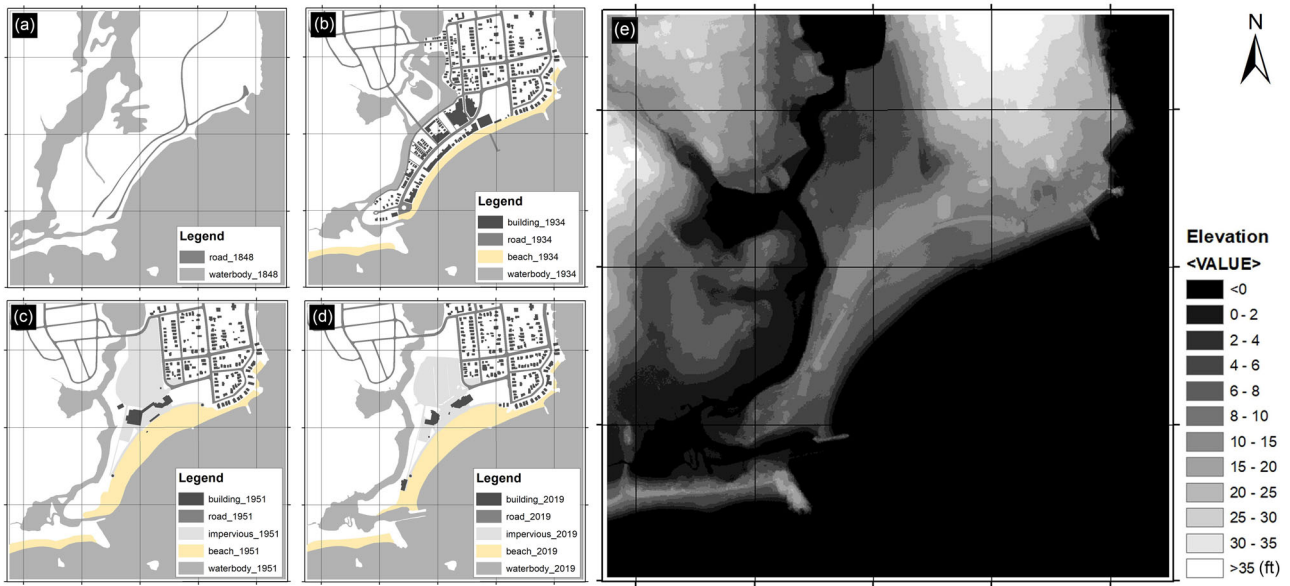 (a)
Legend
road_1848
waterbody_1848
(b)
Legend
building_1934
road_1934
beach_1934
waterbody_1934
(c)
Legend
building_1951
road_1951
impervious_1951
beach_1951
waterbody_1951
(d)
Legend
building_2019
road_2019
impervious_2019
beach_2019
waterbody_2019
(e)
N
Elevation
<VALUE>
<0
0 - 2
2 - 4
4 - 6
6 - 8
8 - 10
10 - 15
15 - 20
20 - 25
25 - 30
30 - 35
>35 (ft)